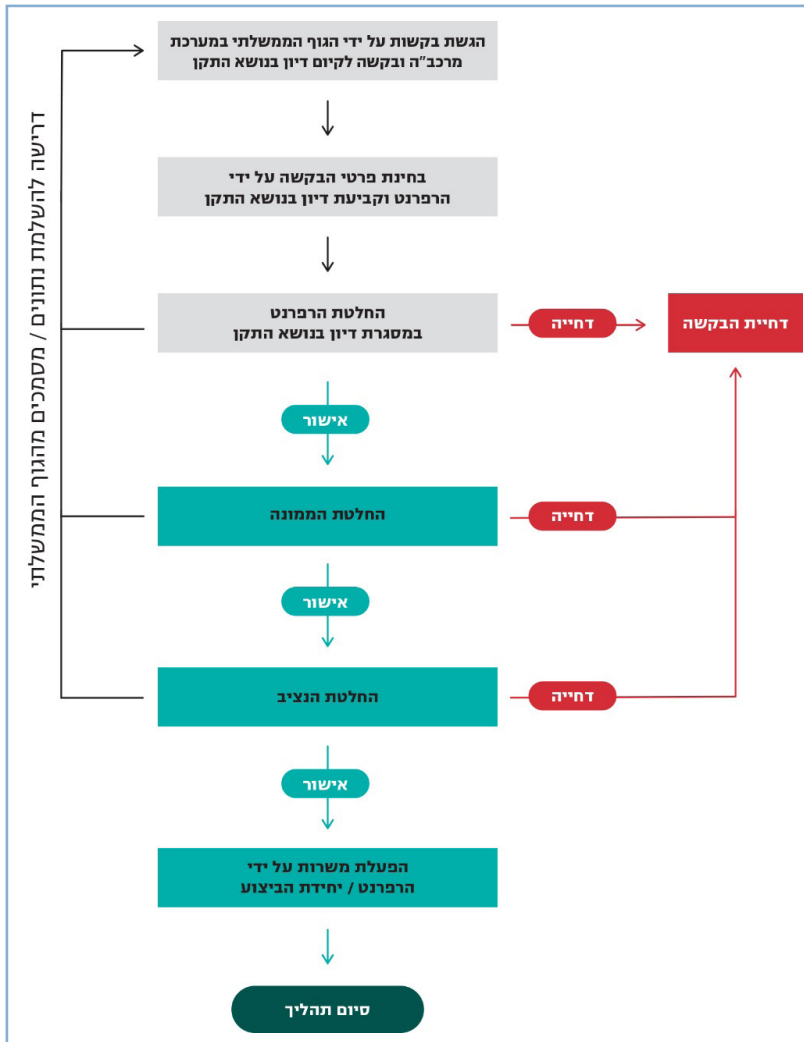 הגשת בקשות על ידי הגוף הממשלתי במערכת
מרכב"ה ובקשה לקיום דיון בנושא התקן
דרישה להשלמת נתונים / מסמכים מהגוף הממשלתי
בחינת פרטי הבקשה על ידי
הרפרנט וקביעת דיון בנושא התקן
החלטת הרפרנט
במסגרת דיון בנושא התקן
דחייה
דחיית הבקשה
אישור
החלטת הממונה
דחייה
אישור
החלטת הנציב
דחייה
אישור
הפעלת משרות על ידי
הרפרנט / יחידת הביצוע
סיום תהליך